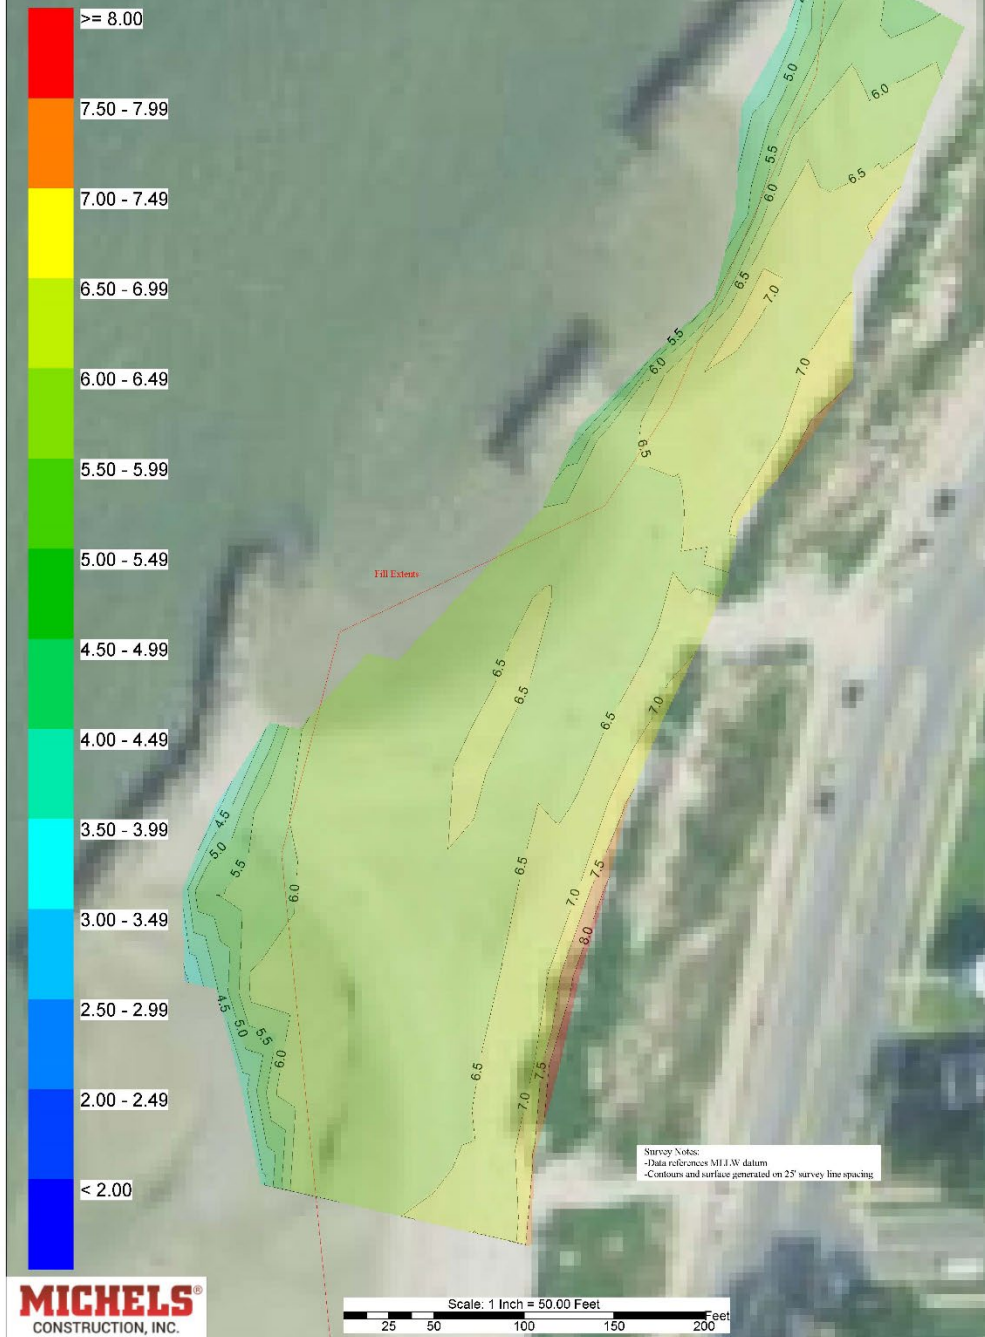 >= 8.00
7.50 - 7.99
7.00 - 7.49
6.50 - 6.99
6.00 - 6.49
5.50 - 5.99
5.00 - 5.49
4.50 - 4.99
4.00 - 4.49
3.50 - 3.99
3.00 - 3.49
2.50 - 2.99
2.00 - 2.49
< 2.00
5.0
6.0
5.5
6.5
6.0
6.5
7.0
5.5
6.0
7.0
6.5
Fill Extents
6.5
6.5
7.0
6.5
4.5
5.0
5.5
6.5
7.5
6.0
7.0
8.0
4.5
5.0
5.5
6.0
6.5
7.5
7.0
Survey Notes:
-Data references MLLW datum
-Contours and surface generated on 25' survey line spacing
MICHELS®
CONSTRUCTION, INC.
Scale: 1 Inch = 50.00 Feet
Feet
25 50 100 150 200